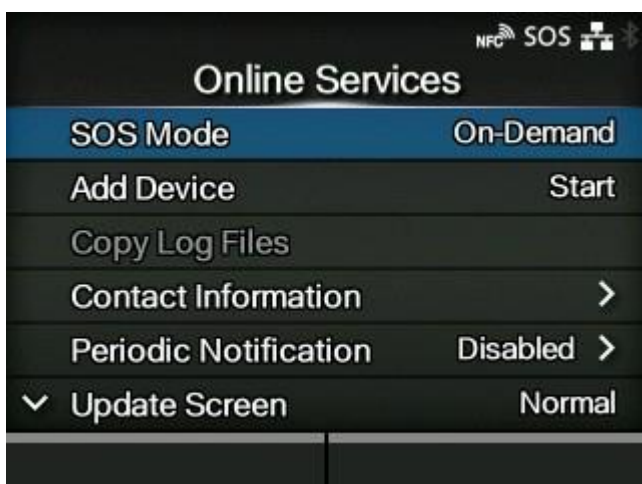 NFC SOS
Online Services
SOS Mode On-Demand
Add Device Start
Copy Log Files
Contact Information
Periodic Notification Disabled
Update Screen Normal